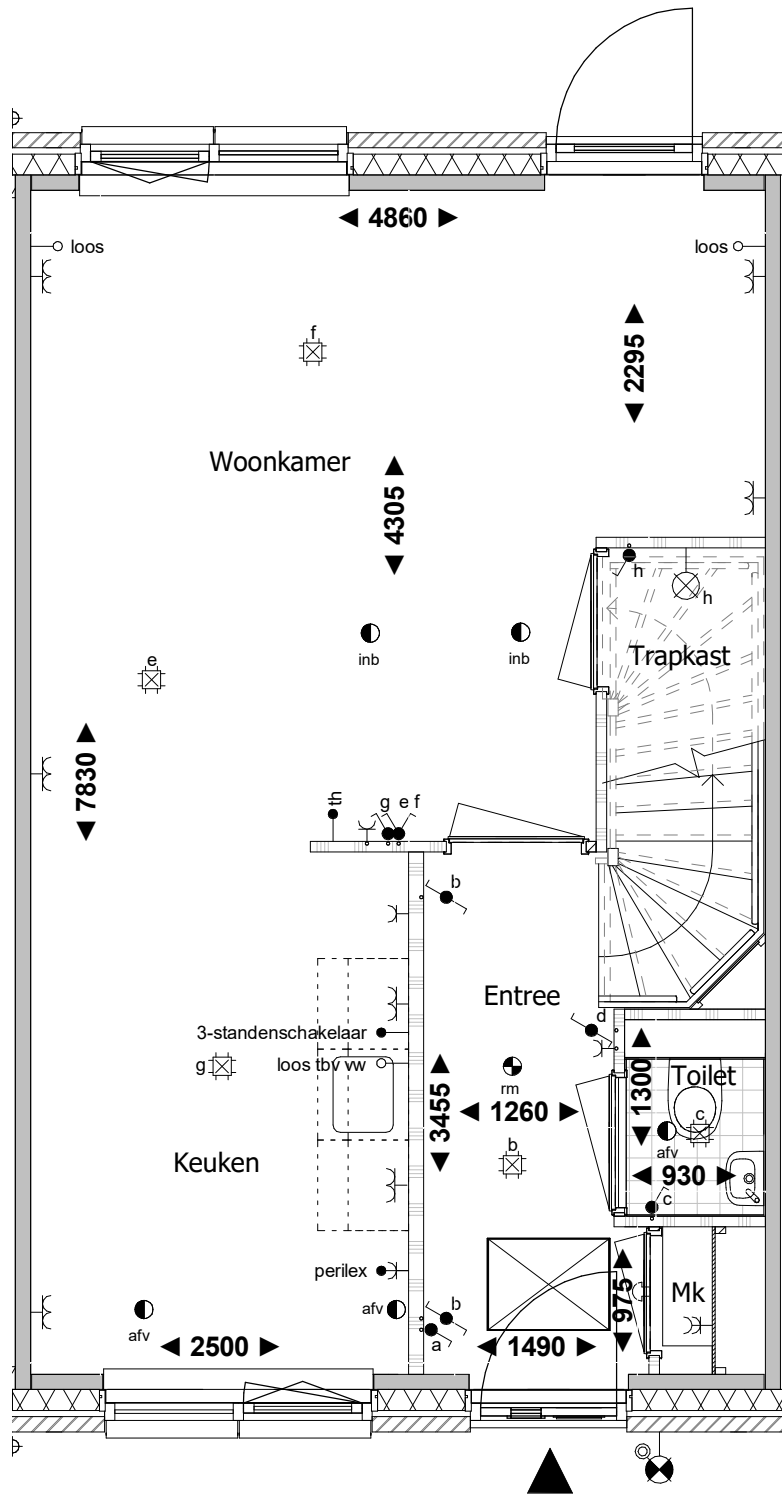 4860
loos
loos
f
2295
Woonkamer
4305
h
h
inb
inb
Trapkast
e
7830
th
g
e f
b
Entree
d
3-standenschakelaar
g
loos tbv vw
rm
1300
Toilet
c
3455
1260
afv
Keuken
b
930
c
perilex
975
Mk
afv
afv
b
a
2500
1490